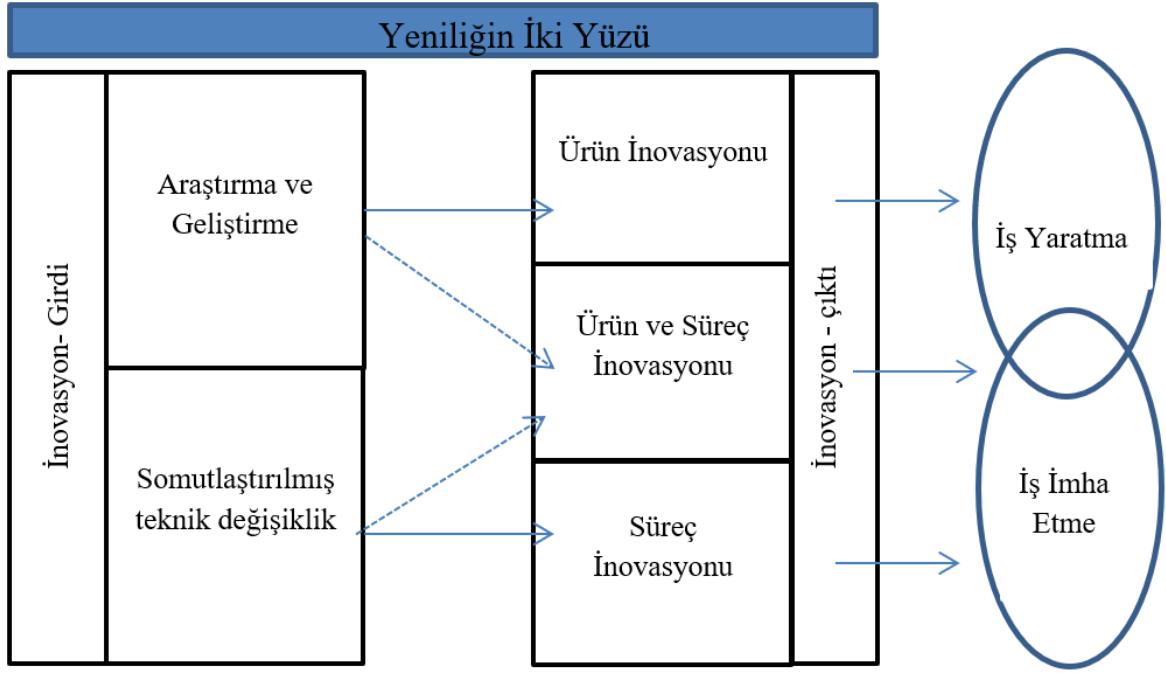 Yeniliğin İki Yüzü
İnovasyon- Girdi
Araştırma ve
Geliştirme
Somutlaştırılmış
teknik değişiklik
Ürün İnovasyonu
Ürün ve Süreç
İnovasyonu
Süreç
İnovasyonu
İnovasyon - çıktı
İş Yaratma
İş İmha
Etme